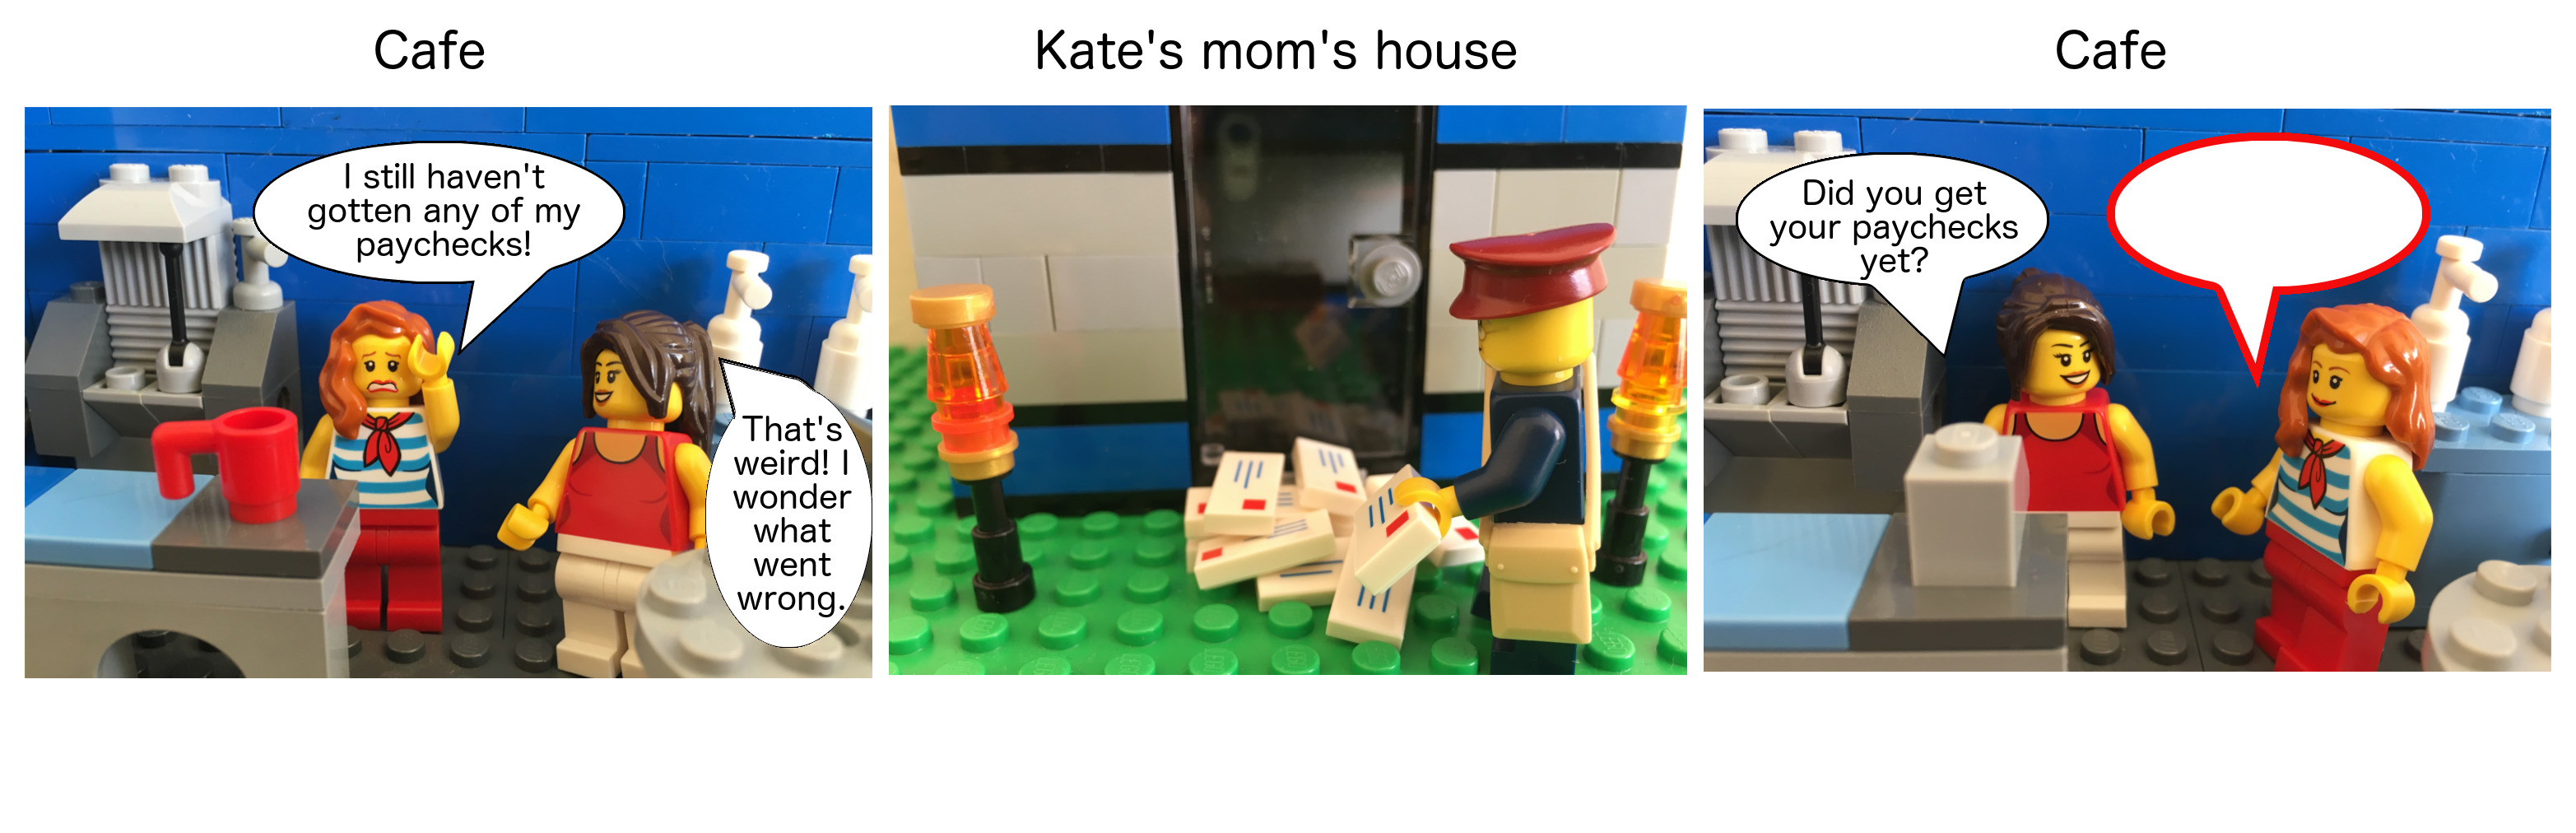 Cafe
I still haven't
gotten any of my
paychecks!
That's
weird! I
wonder
what
went
wrong.
Kate's mom's house
Cafe
Did you get
your paychecks
yet?